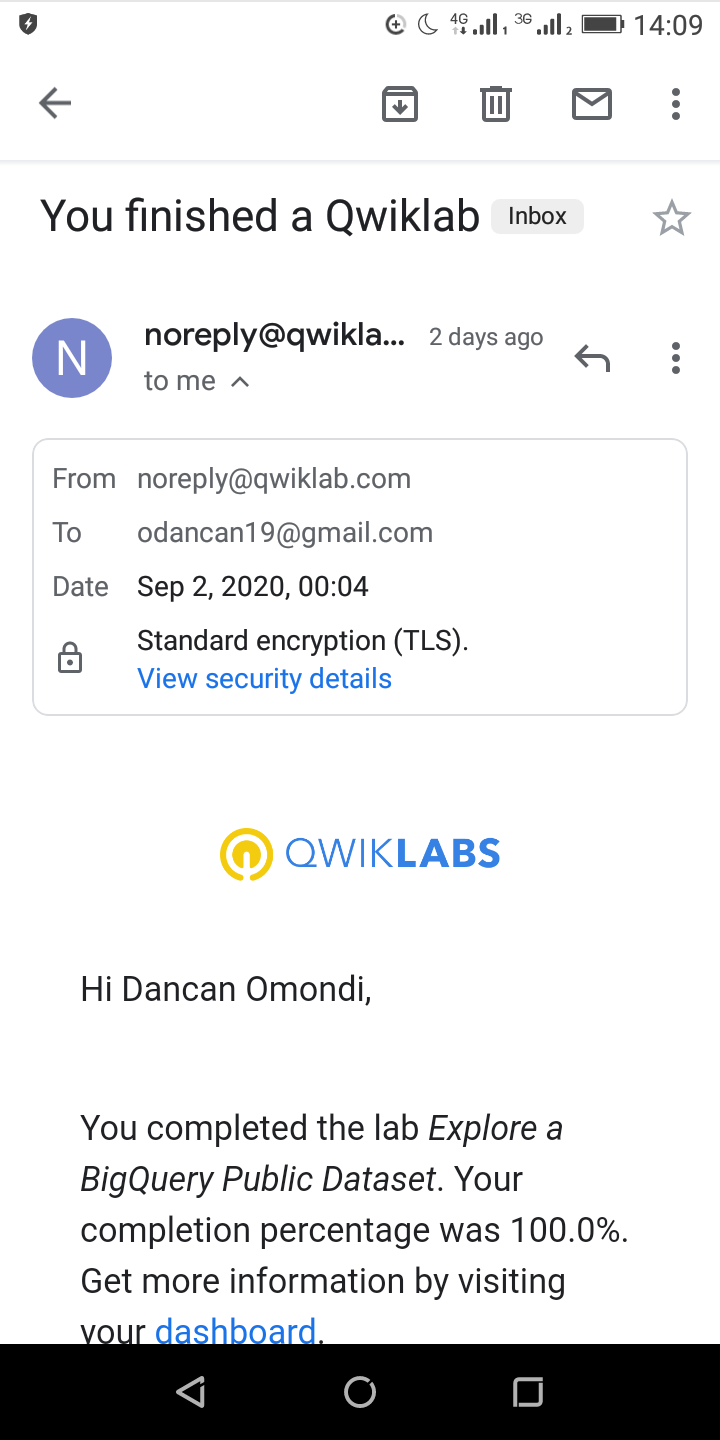 4G 1 3G 2 14:09
You finished a Qwiklab Inbox
N noreply@qwikla... 2 days ago
to me
From noreply@qwiklab.com
To odancan19@gmail.com
Date Sep 2, 2020, 00:04
Standard encryption (TLS).
View security details
QWIKLABS
Hi Dancan Omondi,
You completed the lab Explore a
BigQuery Public Dataset. Your
completion percentage was 100.0%.
Get more information by visiting
your dashboard.